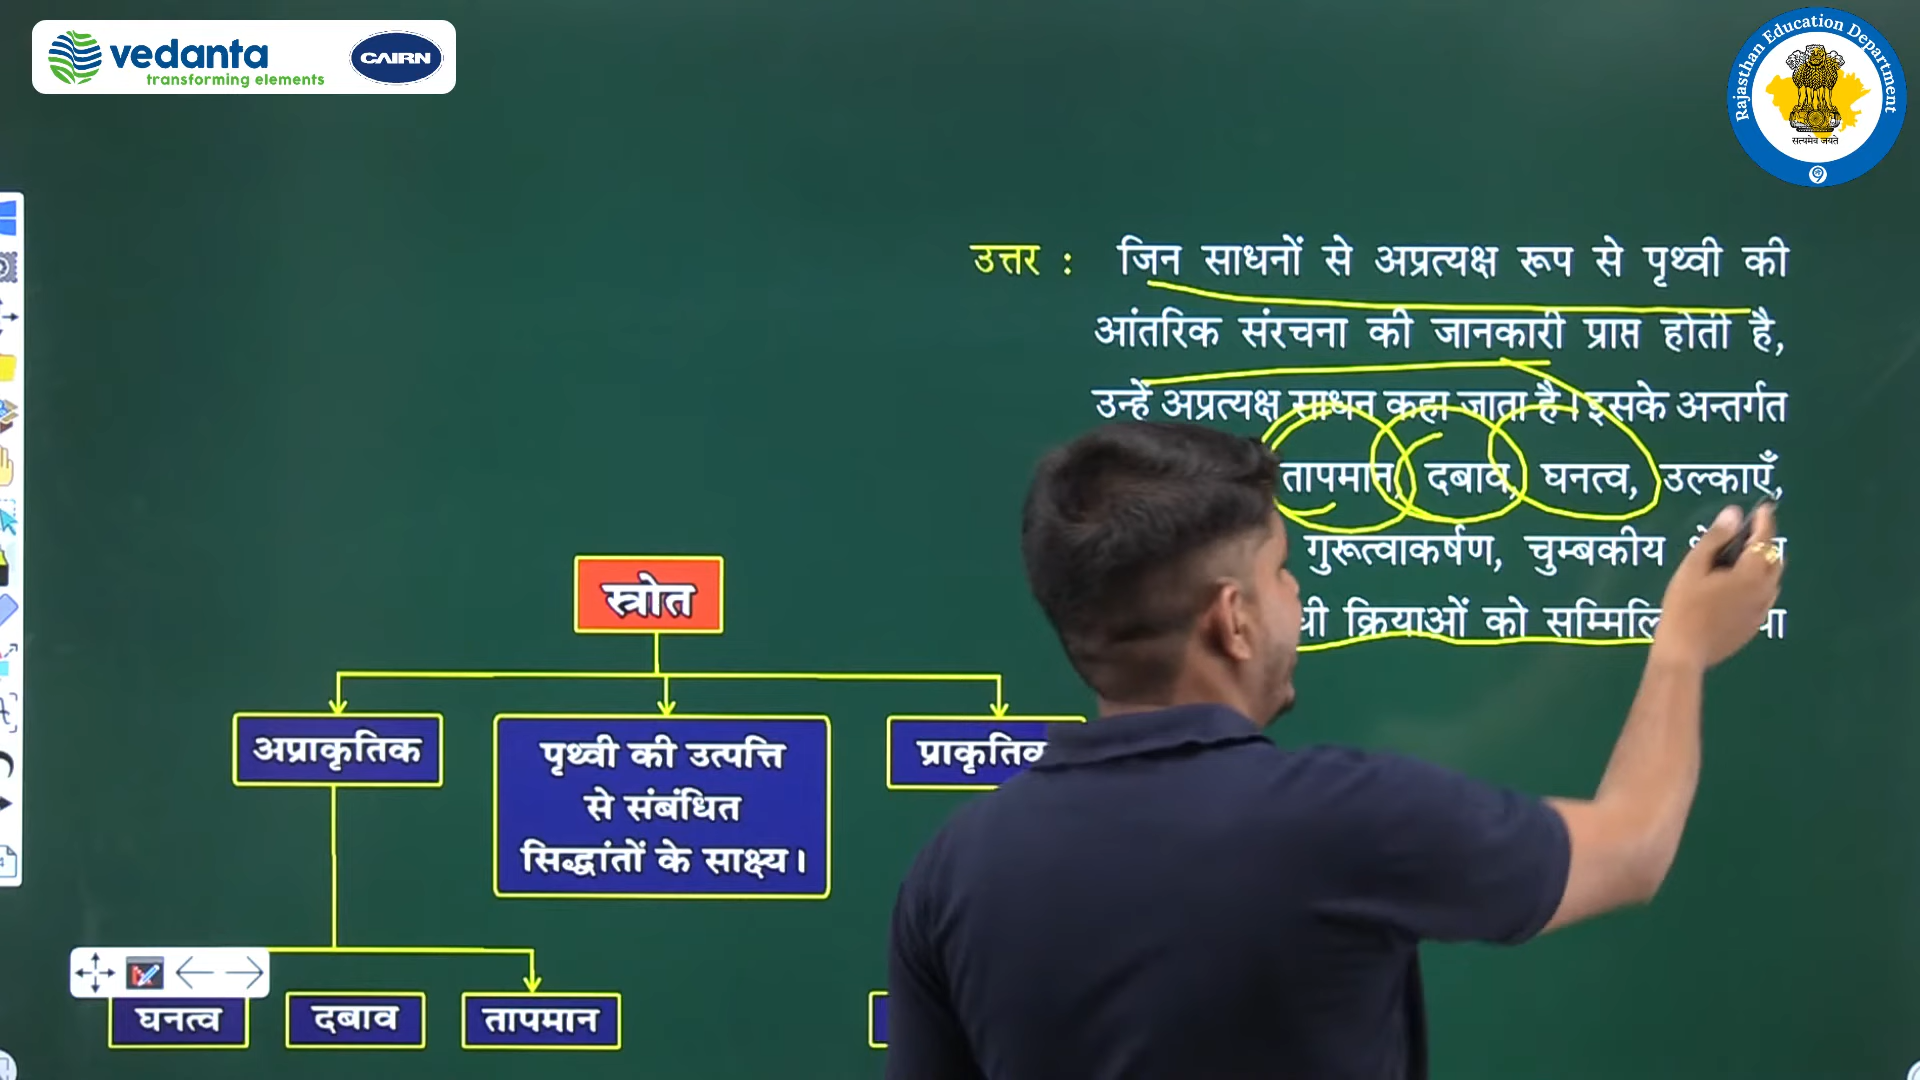 vedanta
transforming elements
CAIRN
Rajasthan Education Department
सत्यमेव जयते
उत्तर : जिन साधनों से अप्रत्यक्ष रूप से पृथ्वी की
आंतरिक संरचना की जानकारी प्राप्त होती है,
उन्हें अप्रत्यक्ष साधन कहा जाता है। इसके अन्तर्गत
तापमान, दबाव, घनत्व, उल्काएँ,
गुरूत्वाकर्षण, चुम्बकीय
क्रियाओं को
स्त्रोत
अप्राकृतिक
पृथ्वी की उत्पत्ति
से संबंधित
सिद्धांतों के साक्ष्य।
घनत्व
दबाव
तापमान